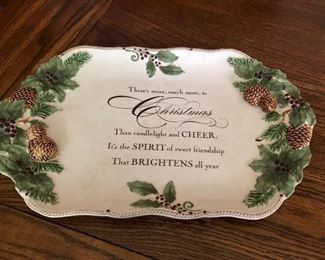 There's more, much more, to
Christmas
Than candlelight and CHEER,
It's the SPIRIT of sweet friendship
That BRIGHTENS all year